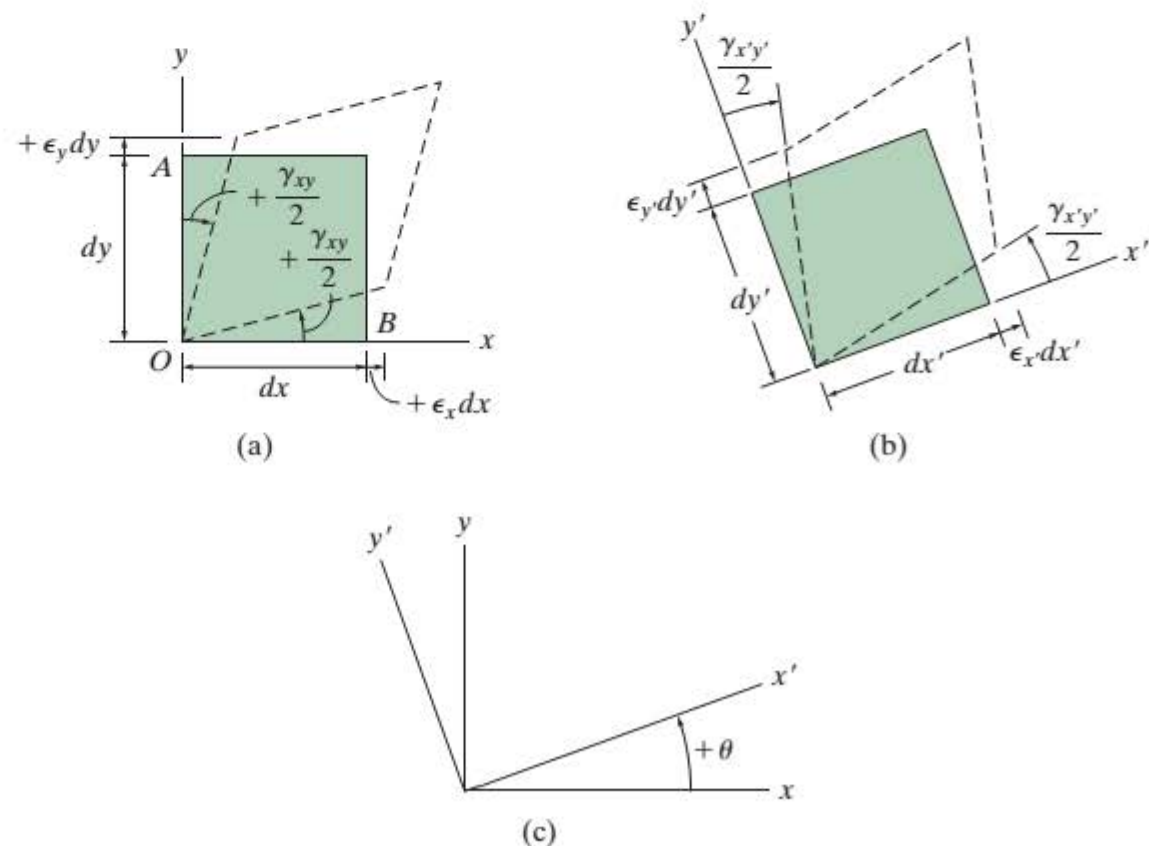 y
+ ϵ_y dy
A
+ γ_xy/2
dy
+ γ_xy/2
B
x
O
dx
+ ϵ_x dx
(a)
y′
γ_x′y′/2
ϵ_y′ dy′
γ_x′y′/2
x′
dy′
dx′
ϵ_x′ dx′
(b)
y′
y
x′
+θ
x
(c)